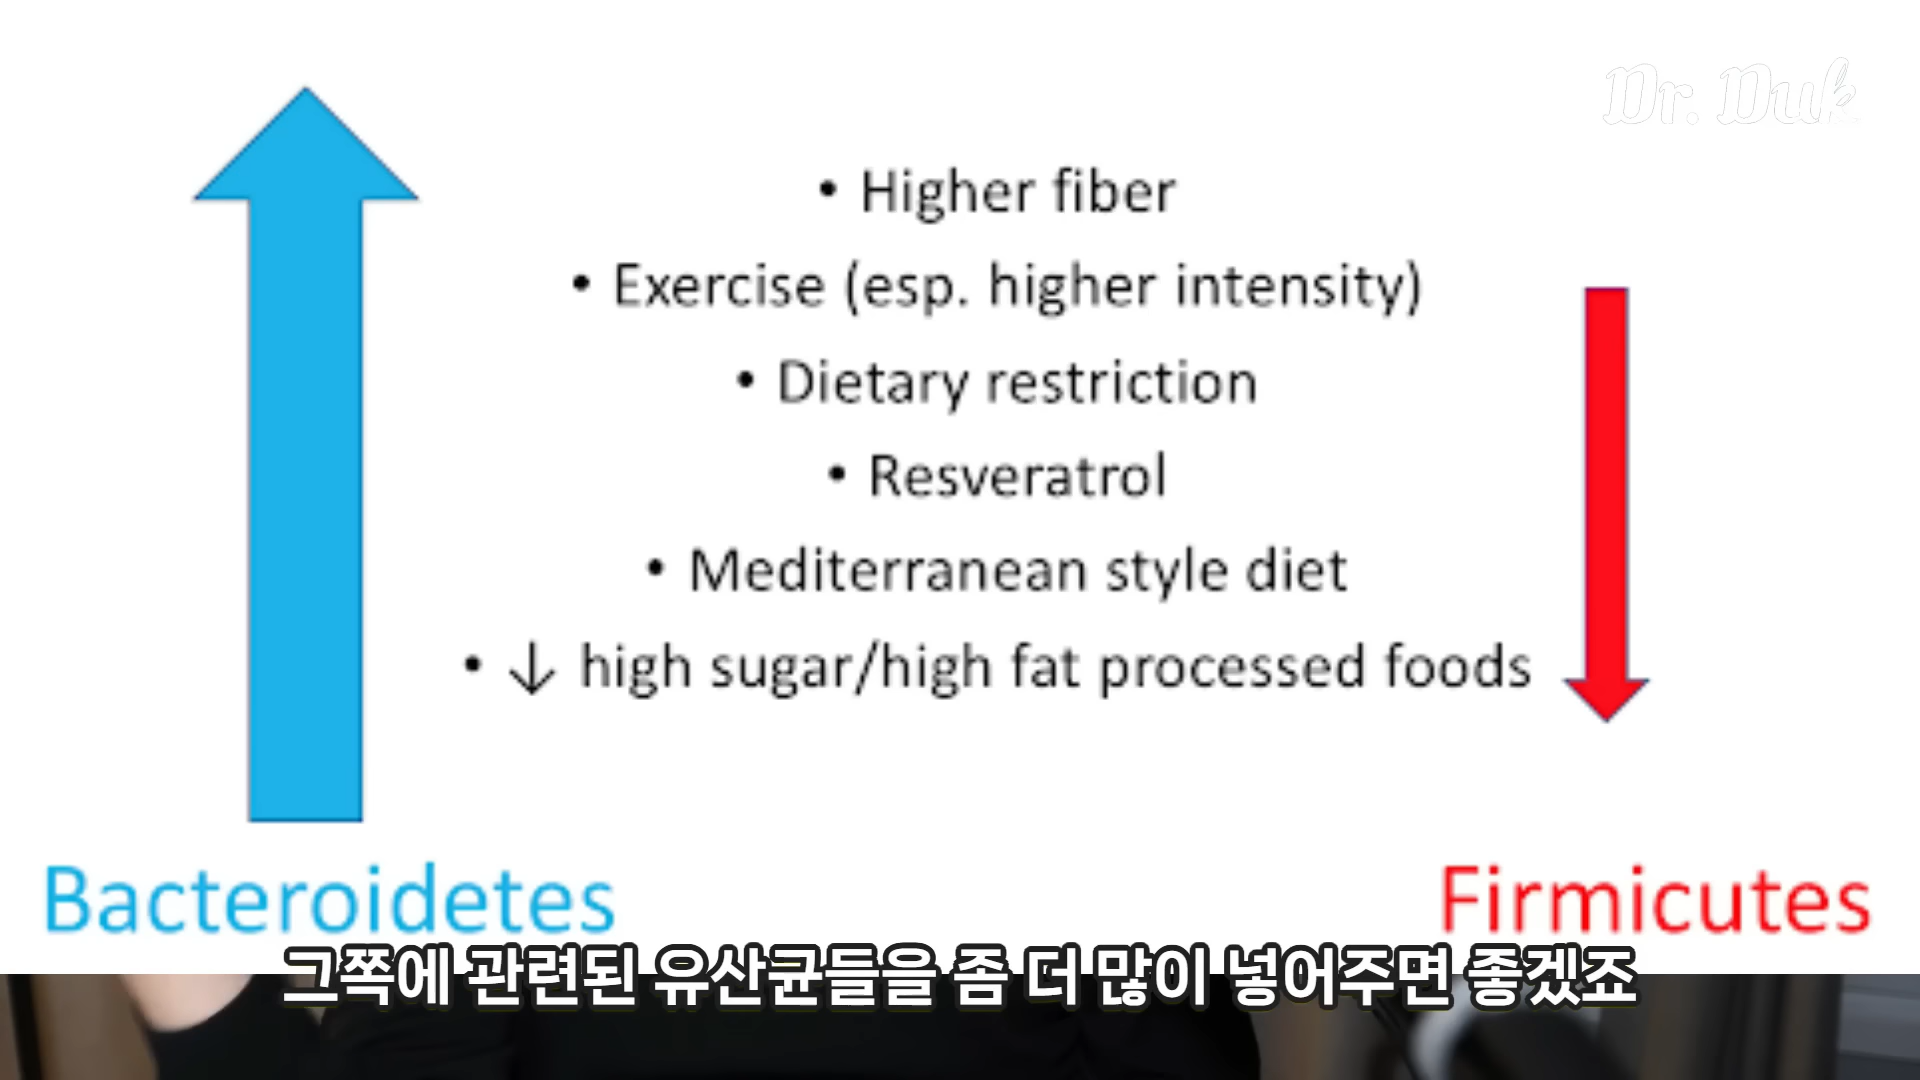 Dr. Duk
• Higher fiber
• Exercise (esp. higher intensity)
• Dietary restriction
• Resveratrol
• Mediterranean style diet
• ↓ high sugar/high fat processed foods
Bacteroidetes
Firmicutes
그쪽에 관련된 유산균들을 좀 더 많이 넣어주면 좋겠죠